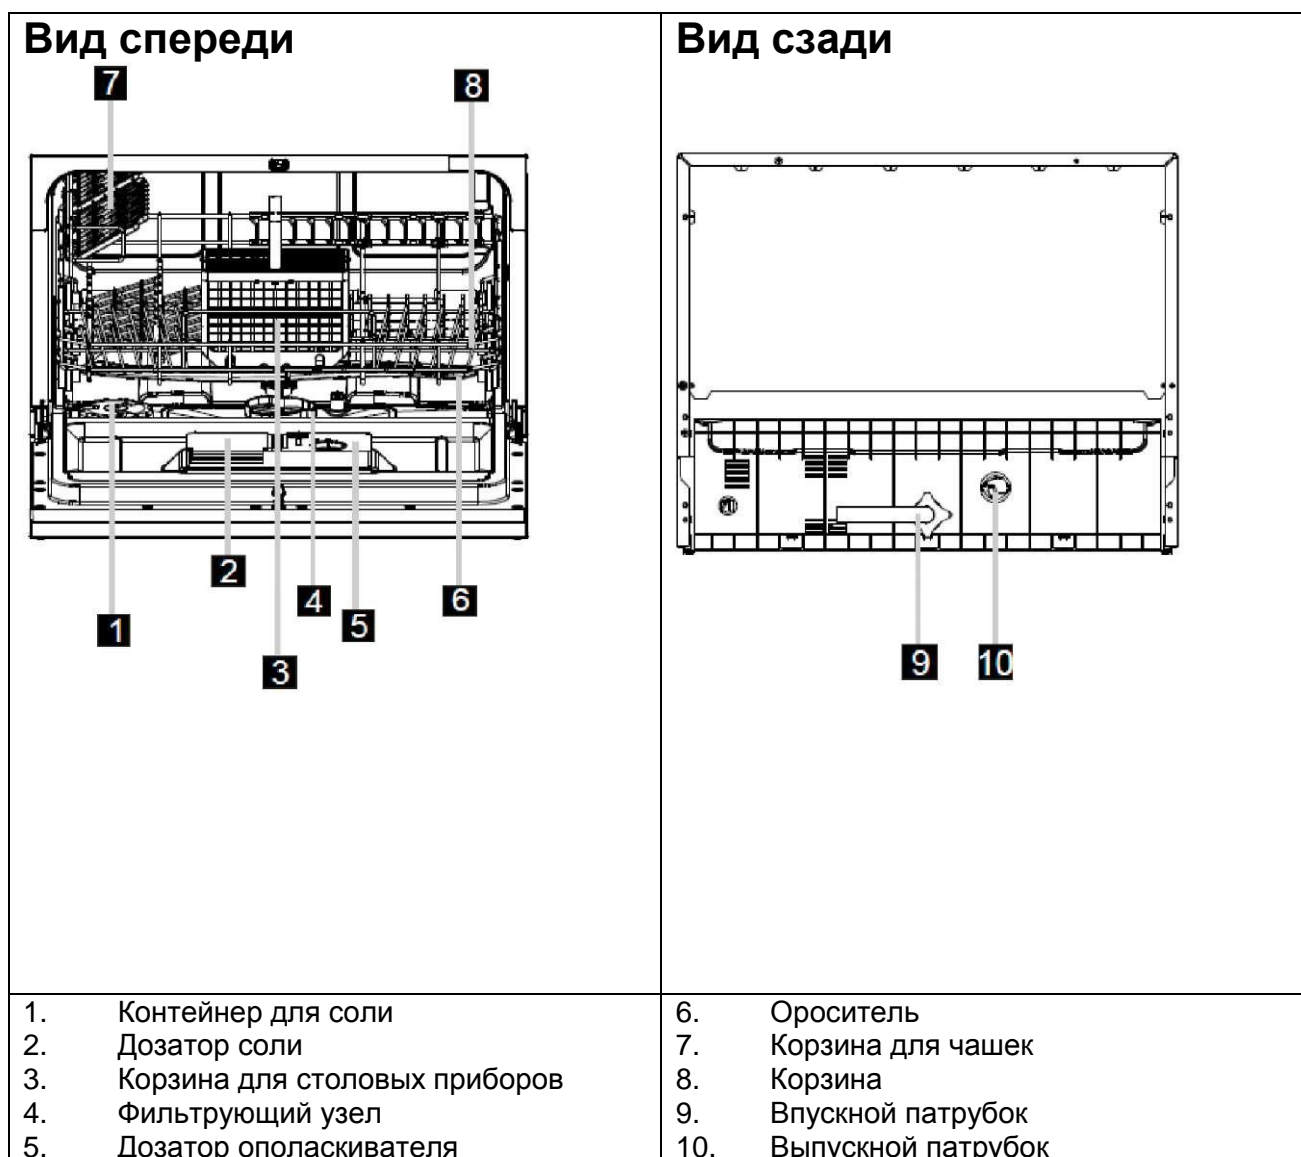 Вид спереди
7
8
2
4
6
1
5
3
Вид сзади
9
10
1. Контейнер для соли
2. Дозатор соли
3. Корзина для столовых приборов
4. Фильтрующий узел
5. Дозатор ополаскивателя
6. Ороситель
7. Корзина для чашек
8. Корзина
9. Впускной патрубок
10. Выпускной патрубок